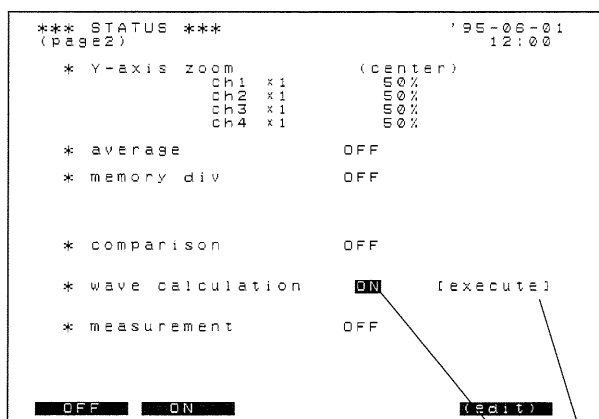 *** STATUS *** '95-06-01
(page2) 12:00
* Y-axis zoom (center)
Ch1 ×1 50%
Ch2 ×1 50%
Ch3 ×1 50%
Ch4 ×1 50%
* average OFF
* memory div OFF
* comparison OFF
* wave calculation ON [execute]
* measurement OFF
OFF ON (edit)